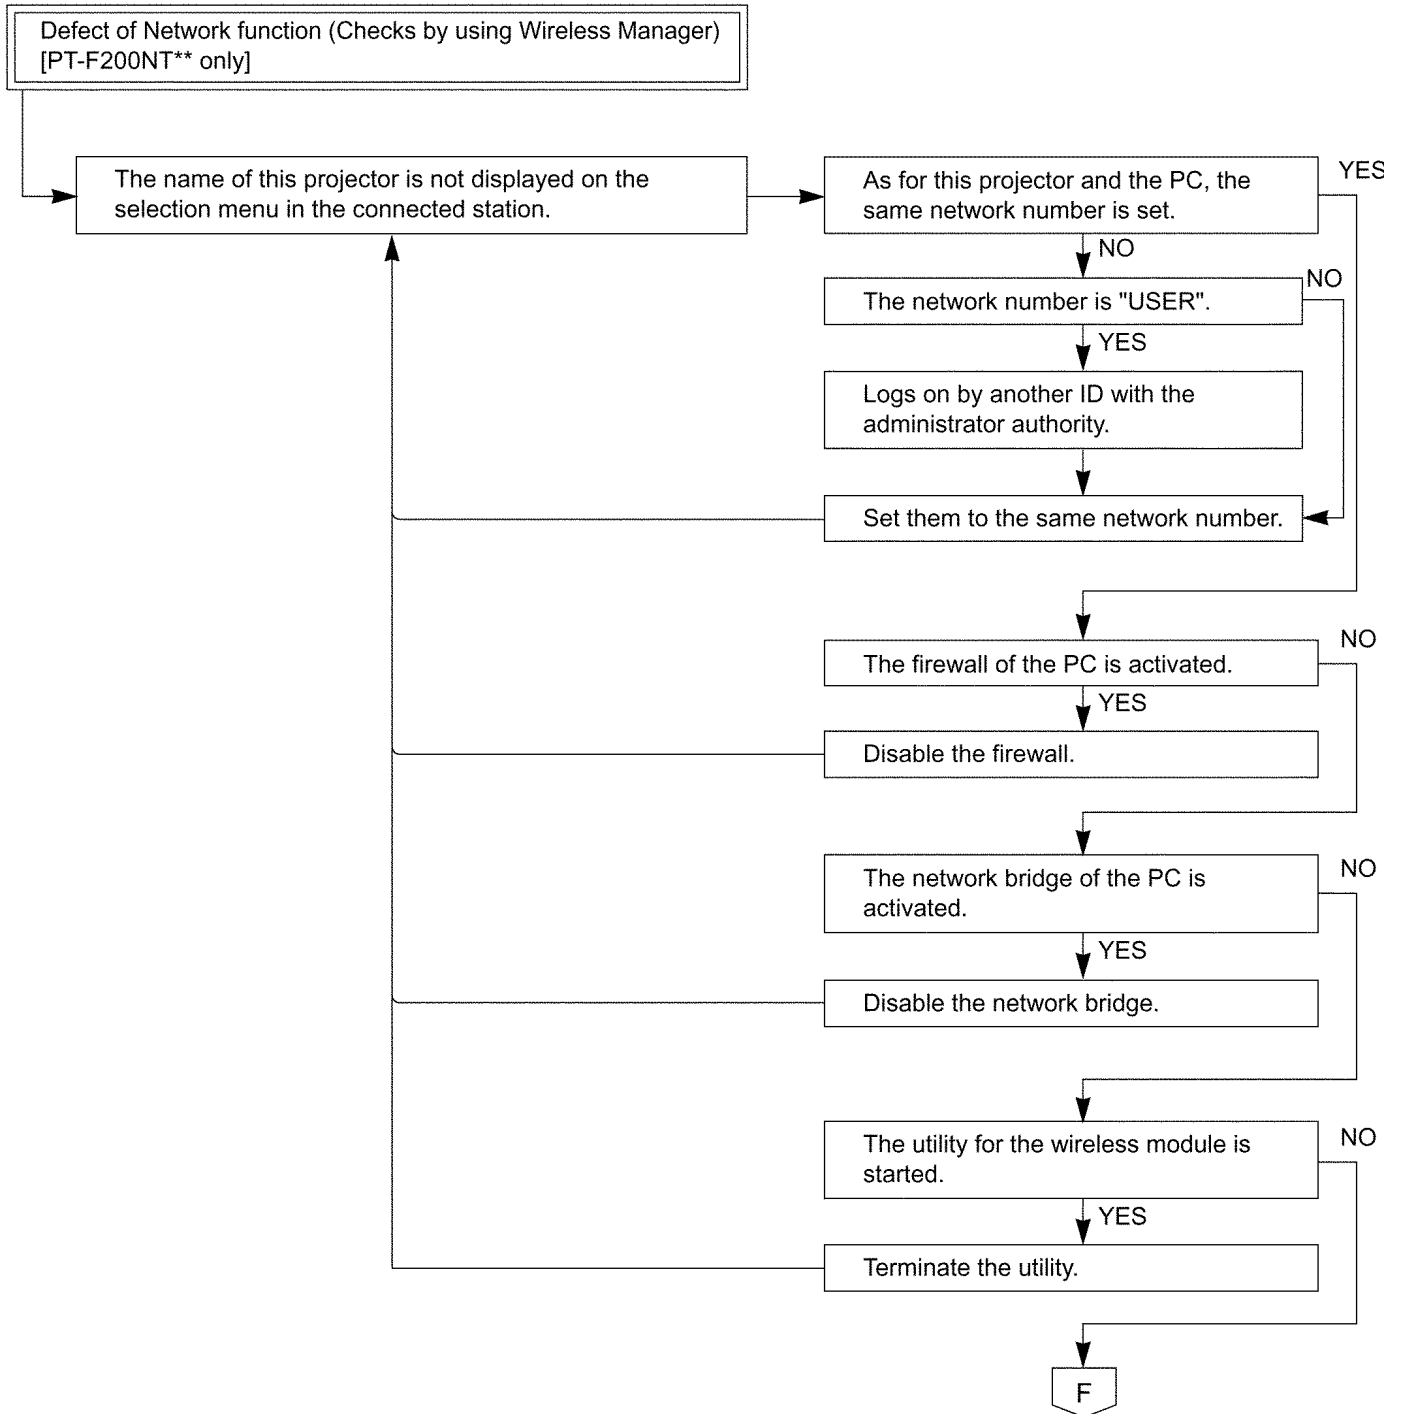 Defect of Network function (Checks by using Wireless Manager)
[PT-F200NT** only]
The name of this projector is not displayed on the
selection menu in the connected station.
As for this projector and the PC, the
same network number is set.
YES
NO
The network number is "USER".
NO
YES
Logs on by another ID with the
administrator authority.
Set them to the same network number.
The firewall of the PC is activated.
NO
YES
Disable the firewall.
The network bridge of the PC is
activated.
NO
YES
Disable the network bridge.
The utility for the wireless module is
started.
NO
YES
Terminate the utility.
F